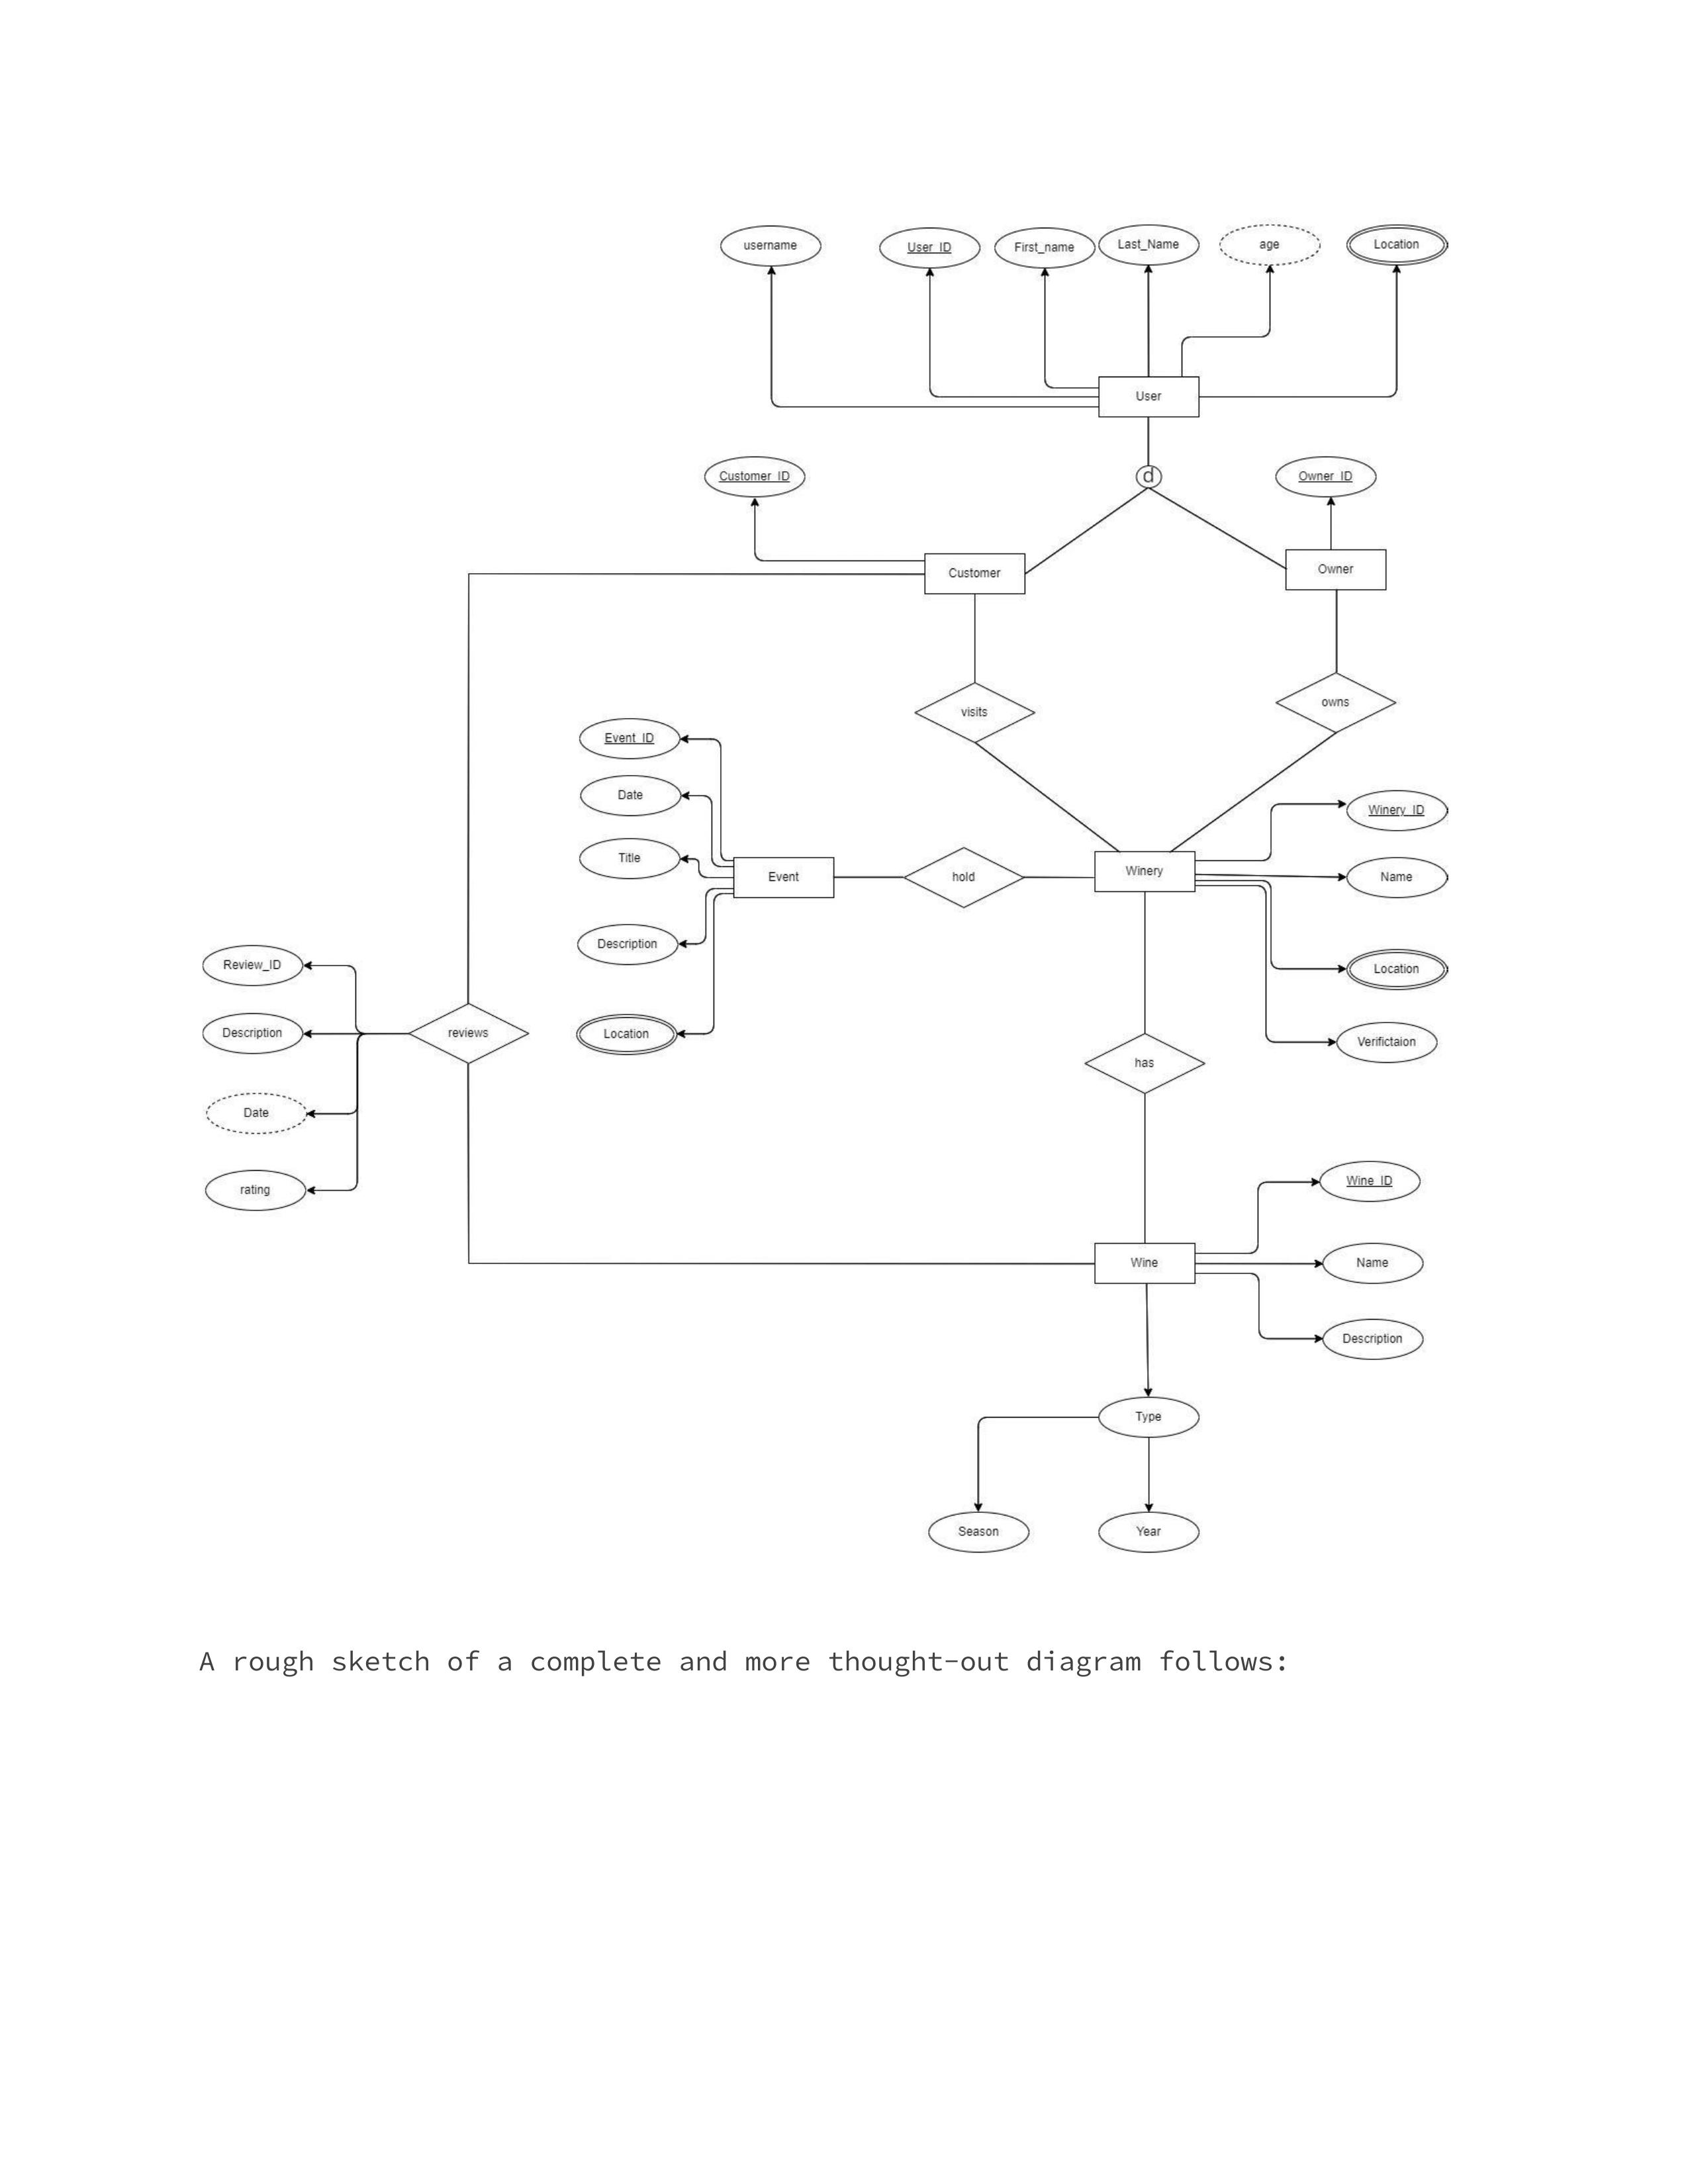 username
User_ID
First_name
Last_Name
age
Location
User
d
Customer_ID
Owner_ID
Customer
Owner
visits
owns
Event_ID
Date
Title
Event
hold
Winery
Winery_ID
Name
Description
Location
Location
Verifictaion
Review_ID
Description
reviews
Date
rating
has
Wine
Wine_ID
Name
Description
Type
Season
Year
A rough sketch of a complete and more thought-out diagram follows: